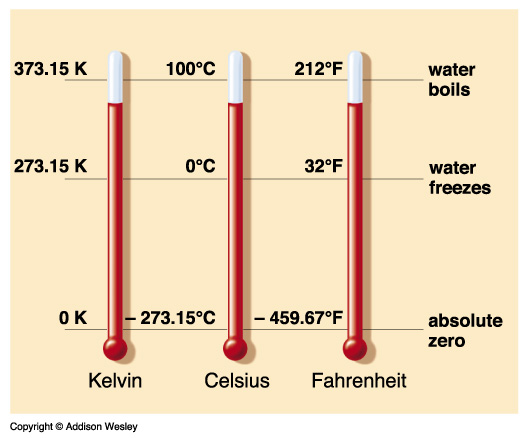 373.15 K 100°C 212°F water
boils
273.15 K 0°C 32°F water
freezes
0 K – 273.15°C – 459.67°F absolute
zero
Kelvin Celsius Fahrenheit
Copyright © Addison Wesley